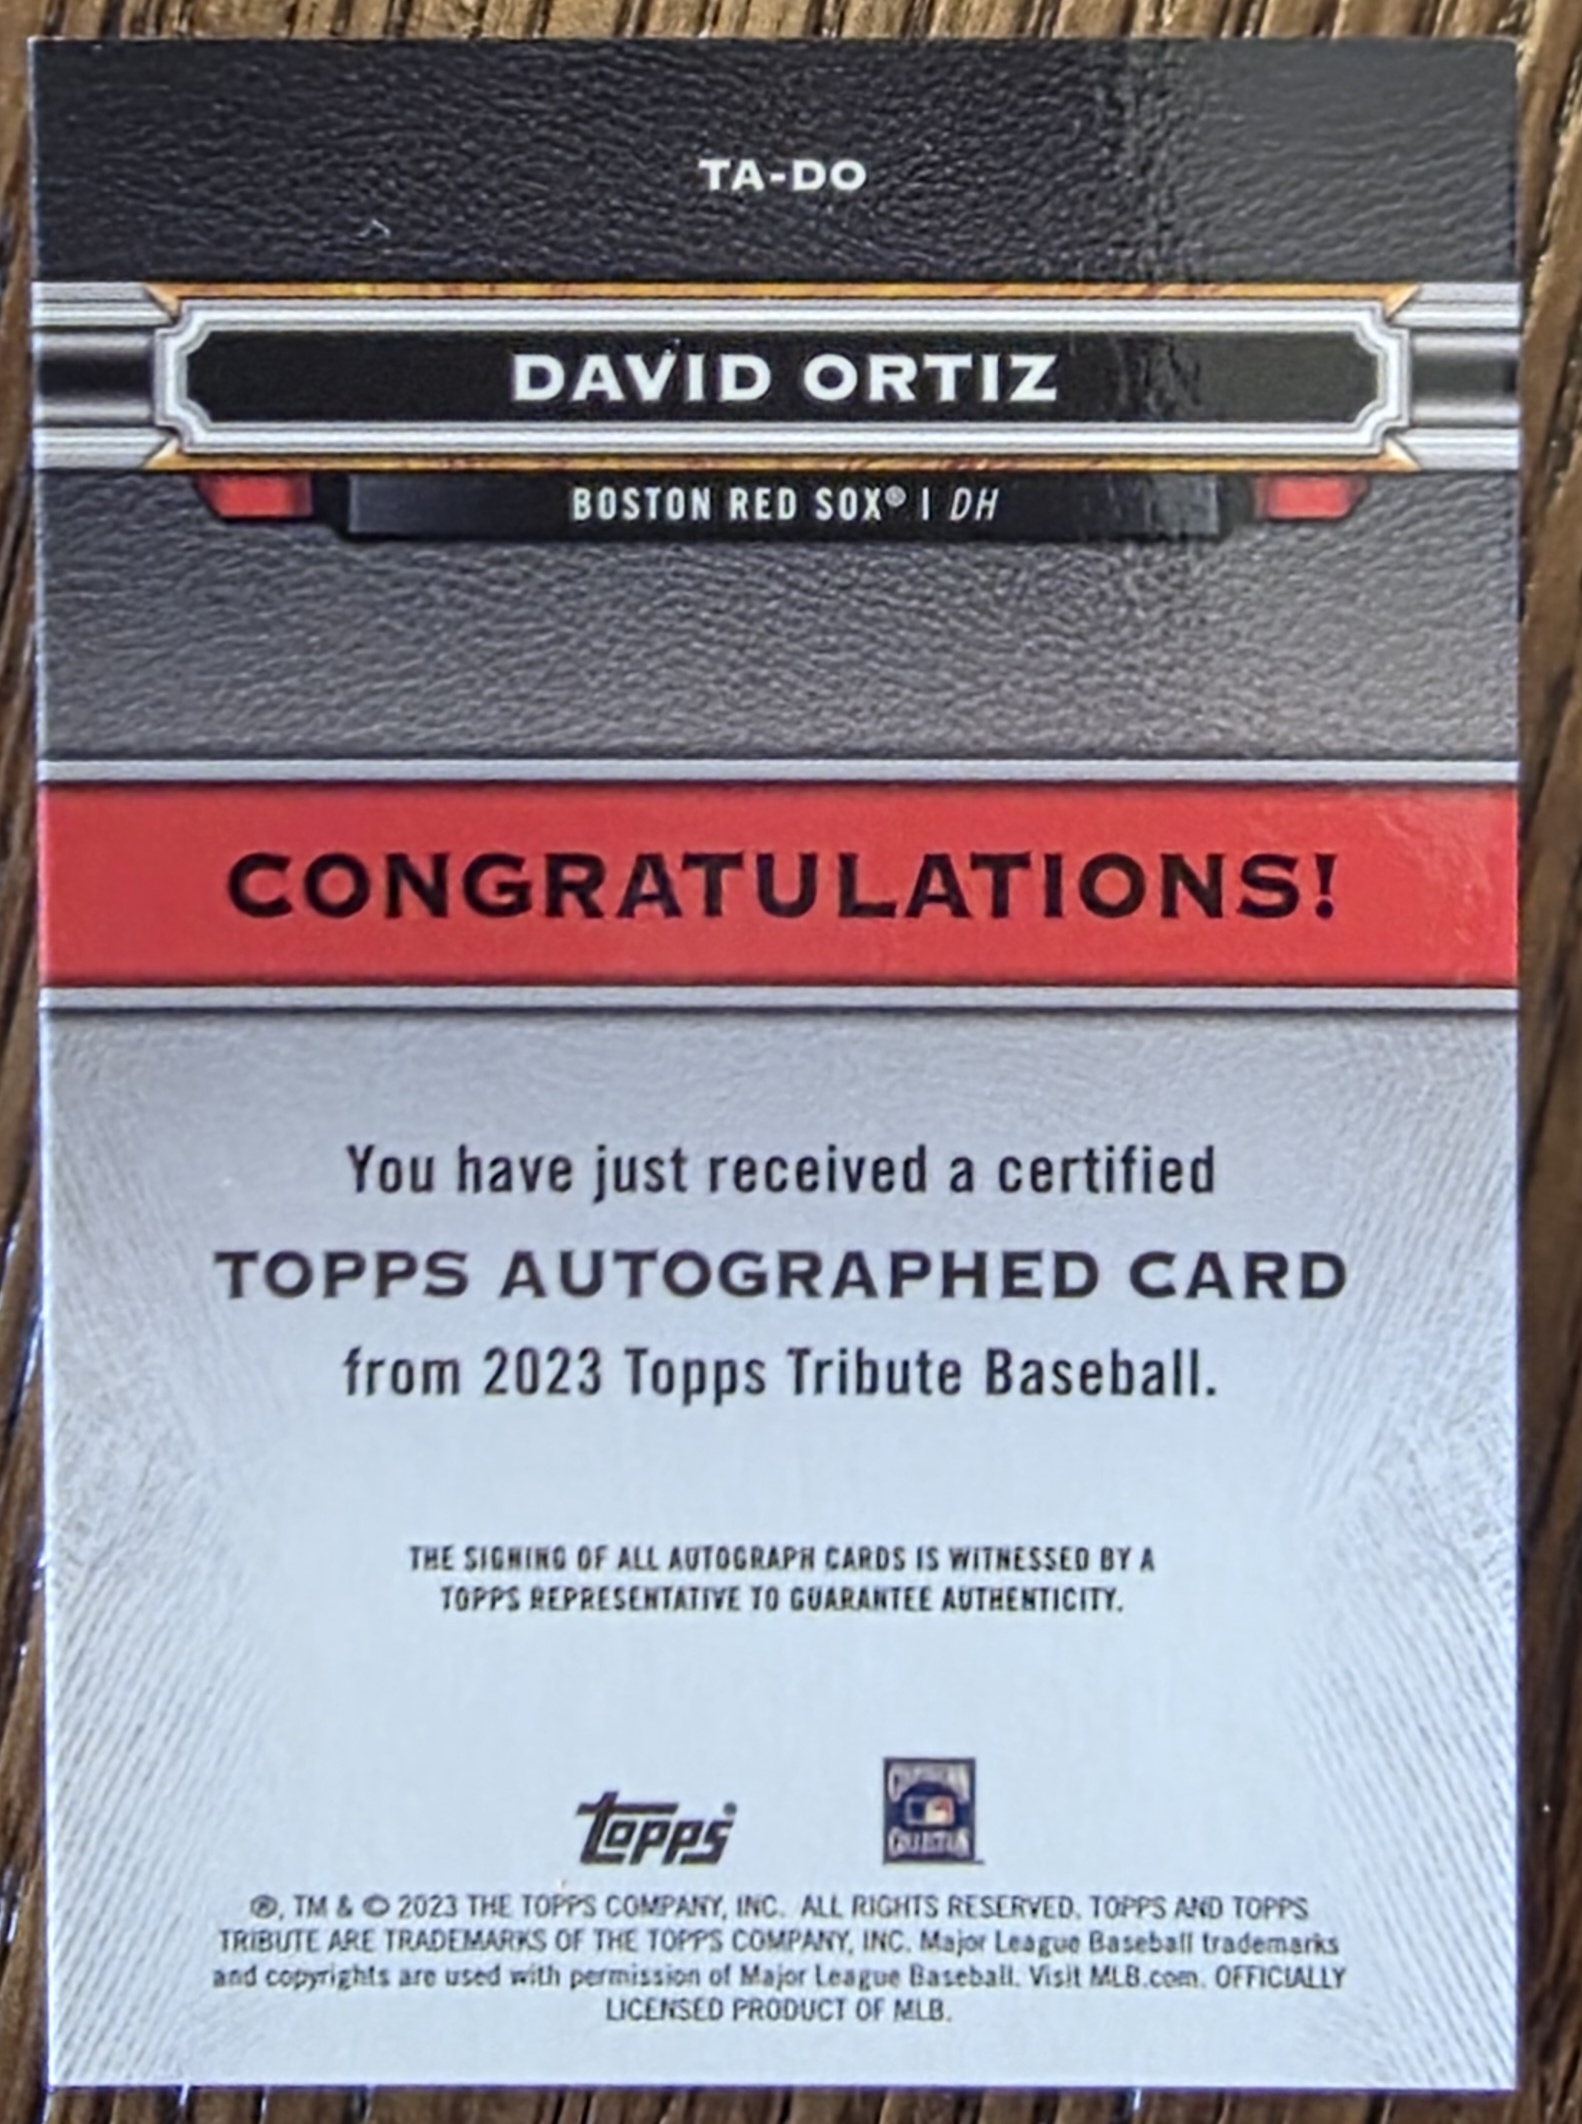 TA-DO
DAVID ORTIZ
BOSTON RED SOX® | DH
CONGRATULATIONS!
You have just received a certified
TOPPS AUTOGRAPHED CARD
from 2023 Topps Tribute Baseball.
THE SIGNING OF ALL AUTOGRAPH CARDS IS WITNESSED BY A
TOPPS REPRESENTATIVE TO GUARANTEE AUTHENTICITY.
topps®
COLLECTION
®, TM & © 2023 THE TOPPS COMPANY, INC. ALL RIGHTS RESERVED. TOPPS AND TOPPS
TRIBUTE ARE TRADEMARKS OF THE TOPPS COMPANY, INC. Major League Baseball trademarks
and copyrights are used with permission of Major League Baseball. Visit MLB.com. OFFICIALLY
LICENSED PRODUCT OF MLB.